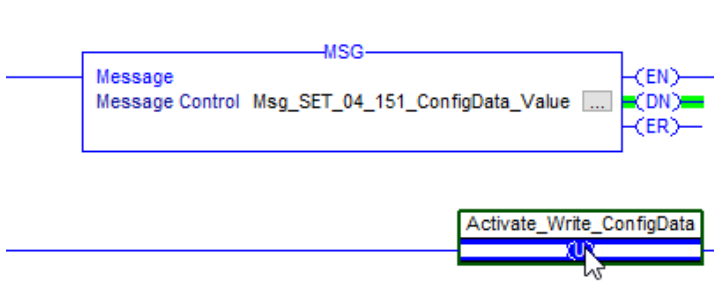 MSG
Message
Message Control Msg_SET_04_151_ConfigData_Value ...
EN
DN
ER
Activate_Write_ConfigData
U